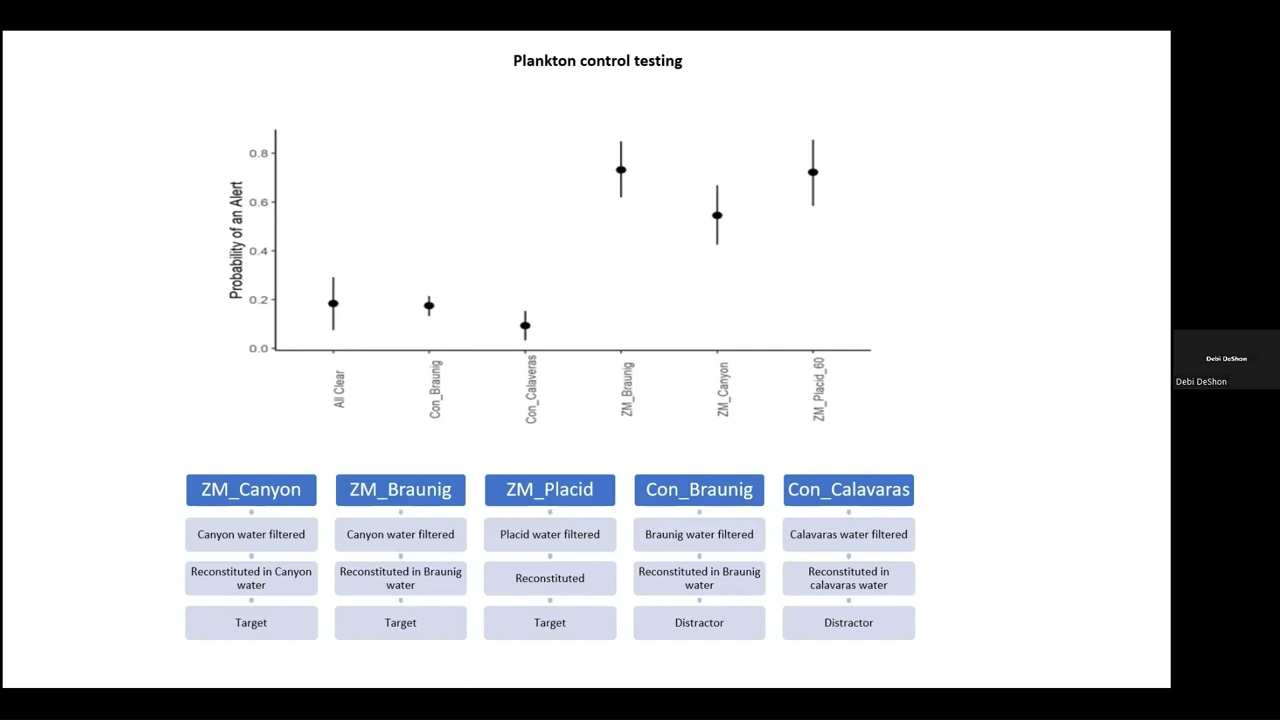 Plankton control testing
Probability of an Alert
0.8
0.6
0.4
0.2
0.0
All Clear
Con_Braunig
Con_Calaveras
ZM_Braunig
ZM_Canyon
ZM_Placid_60
ZM_Canyon
Canyon water filtered
Reconstituted in Canyon
water
Target
ZM_Braunig
Canyon water filtered
Reconstituted in Braunig
water
Target
ZM_Placid
Placid water filtered
Reconstituted
Target
Con_Braunig
Braunig water filtered
Reconstituted in Braunig
water
Distractor
Con_Calavaras
Calavaras water filtered
Reconstituted in
calavaras water
Distractor
Debi DeShon
Debi DeShon